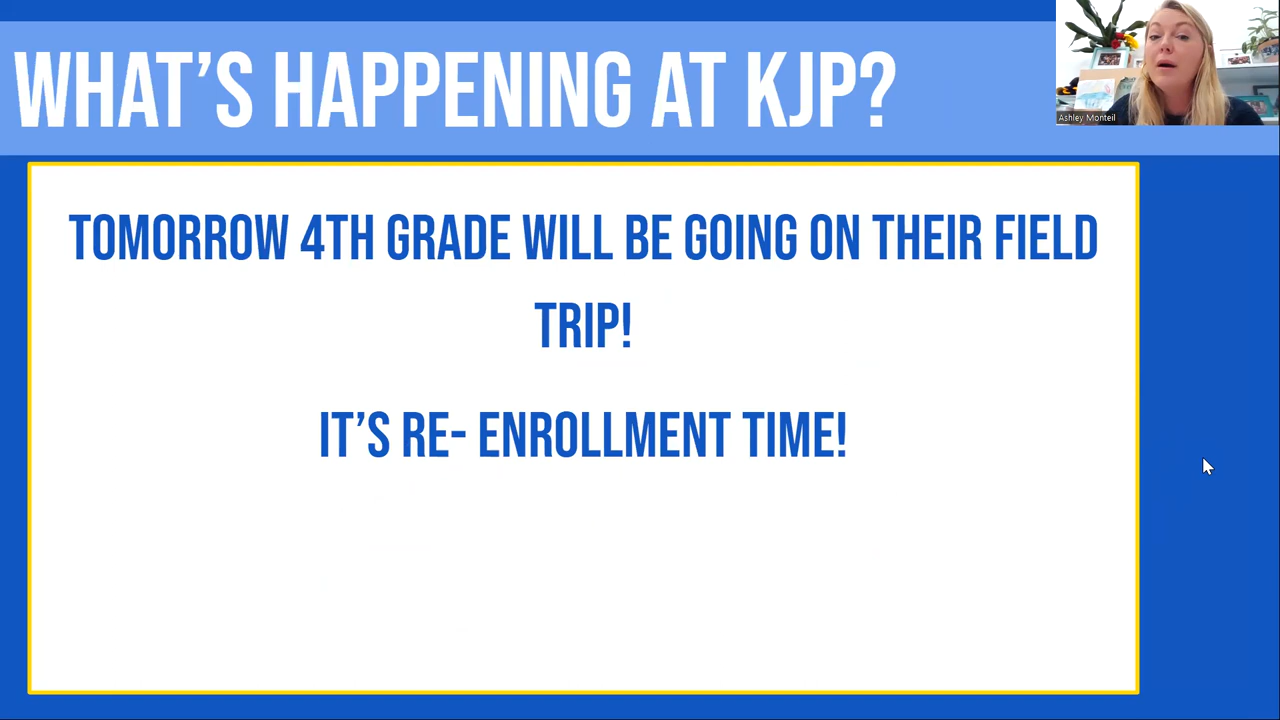 WHAT'S HAPPENING AT KJP?
Ashley Monteil
TOMORROW 4TH GRADE WILL BE GOING ON THEIR FIELD
TRIP!
IT'S RE- ENROLLMENT TIME!